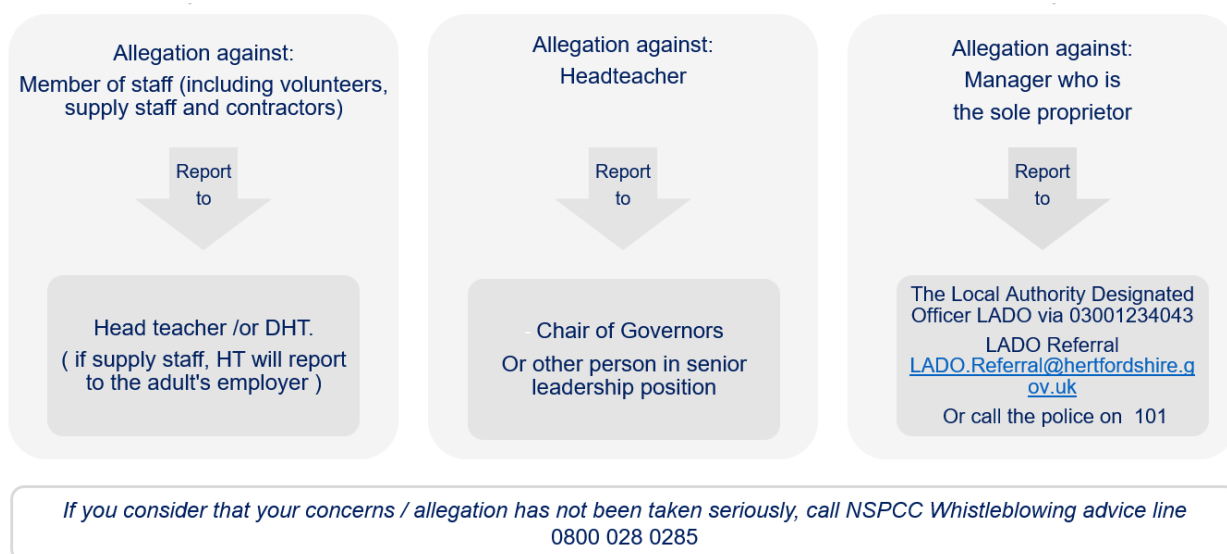 Allegation against:
Member of staff (including volunteers,
supply staff and contractors)
Report
to
Head teacher /or DHT.
( if supply staff, HT will report
to the adult's employer )
Allegation against:
Headteacher
Report
to
- Chair of Governors
Or other person in senior
leadership position
Allegation against:
Manager who is
the sole proprietor
Report
to
The Local Authority Designated
Officer LADO via 03001234043
LADO Referral
LADO.Referral@hertfordshire.g
ov.uk
Or call the police on 101
If you consider that your concerns / allegation has not been taken seriously, call NSPCC Whistleblowing advice line
0800 028 0285